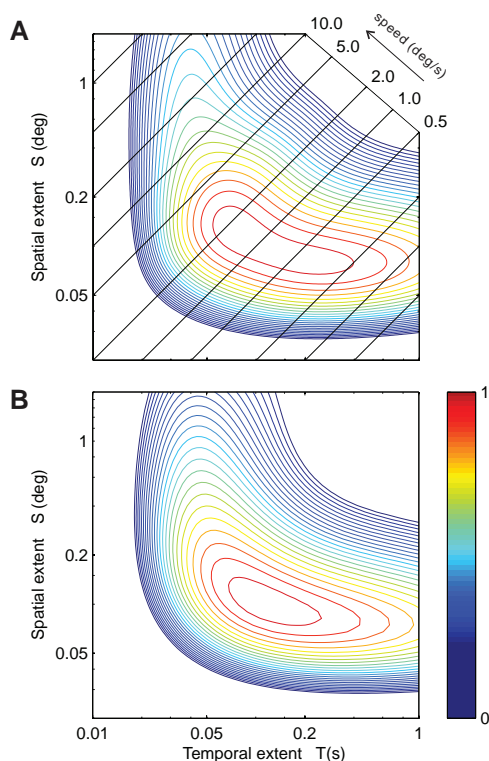 A
10.0
5.0
2.0
1.0
0.5
speed (deg/s)
1
0.2
0.05
Spatial extent S (deg)
B
1
0.2
0.05
Spatial extent S (deg)
0.01
0.05
0.2
1
Temporal extent T(s)
1
0